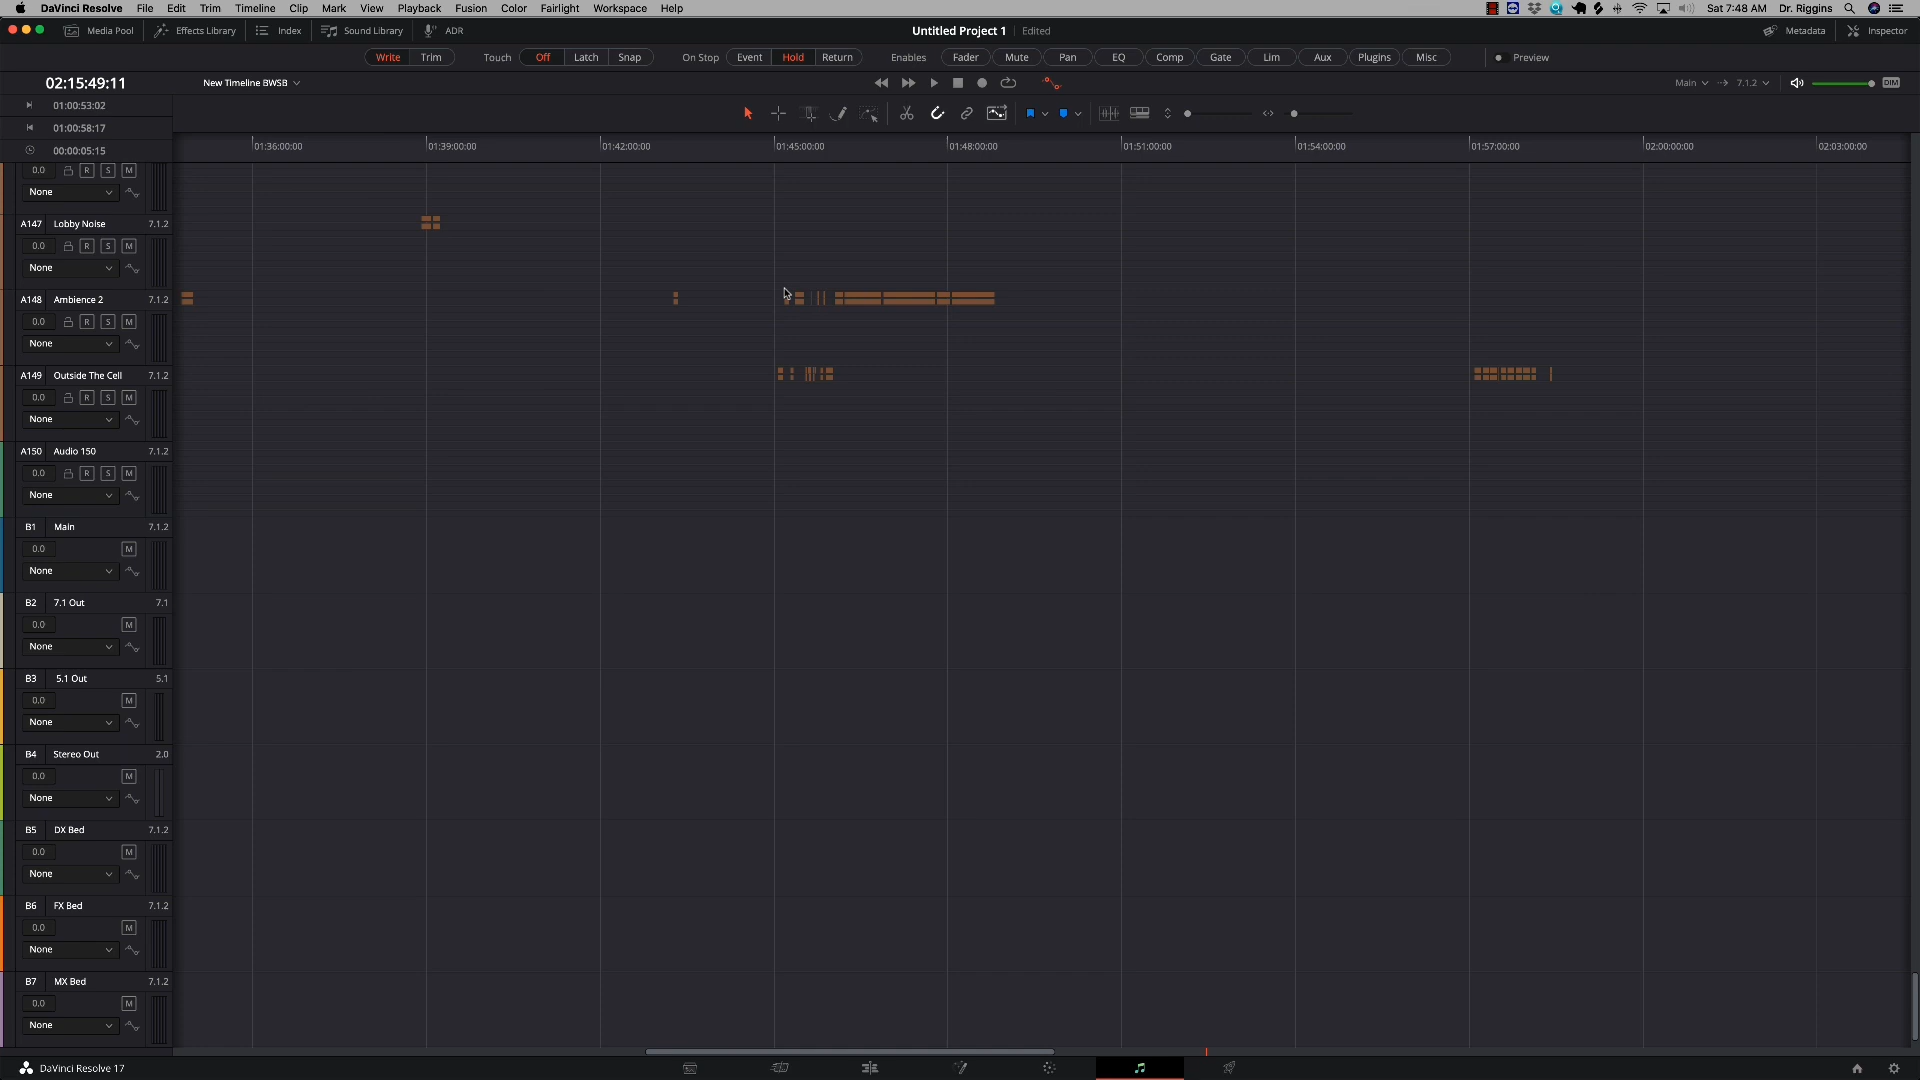 DaVinci Resolve File Edit Trim Timeline Clip Mark View Playback Fusion Color Fairlight Workspace Help Sat 7:48 AM Dr. Riggins
Media Pool Effects Library Index Sound Library ADR Untitled Project 1 Edited Metadata Inspector
Write Trim Touch Off Latch Snap On Stop Event Hold Return Enables Fader Mute Pan EQ Comp Gate Lim Aux Plugins Misc Preview
02:15:49:11 New Timeline BWSB Main 7.1.2 DIM
01:00:53:02
01:00:58:17
01:36:00:00 01:39:00:00 01:42:00:00 01:45:00:00 01:48:00:00 01:51:00:00 01:54:00:00 01:57:00:00 02:00:00:00 02:03:00:00
00:00:05:15
0.0 R S M
None
A147 Lobby Noise 7.1.2
0.0 R S M
None
A148 Ambience 2 7.1.2
0.0 R S M
None
A149 Outside The Cell 7.1.2
0.0 R S M
None
A150 Audio 150 7.1.2
0.0 R S M
None
B1 Main 7.1.2
0.0 M
None
B2 7.1 Out 7.1
0.0 M
None
B3 5.1 Out 5.1
0.0 M
None
B4 Stereo Out 2.0
0.0 M
None
B5 DX Bed 7.1.2
0.0 M
None
B6 FX Bed 7.1.2
0.0 M
None
B7 MX Bed 7.1.2
0.0 M
None
DaVinci Resolve 17